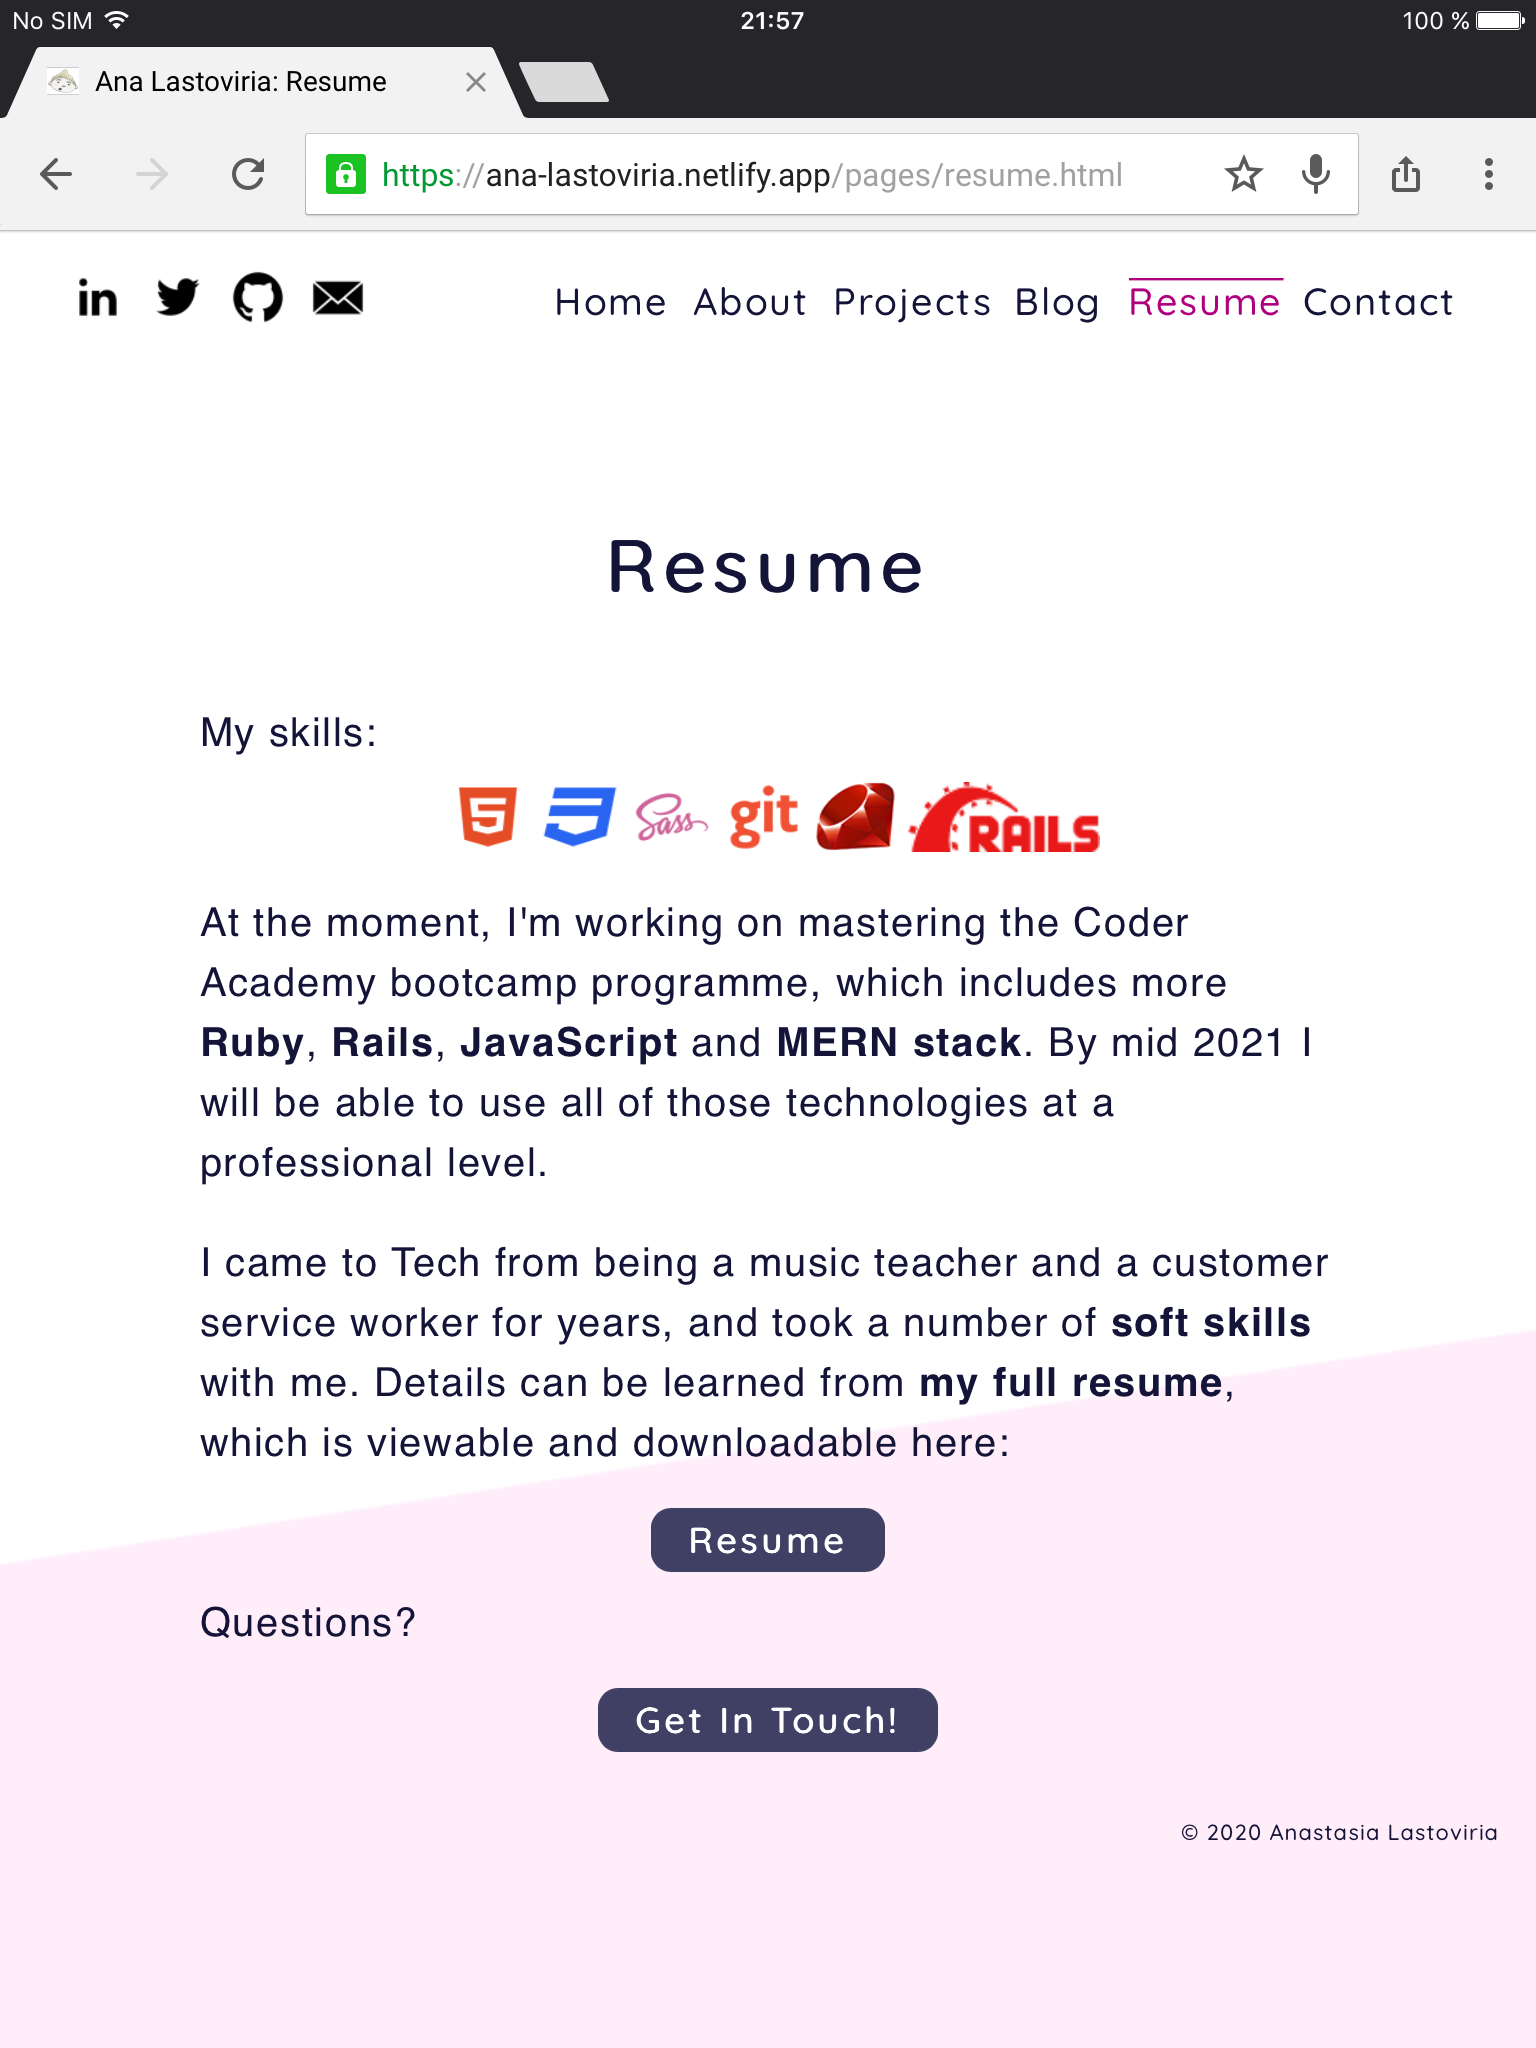 No SIM 21:57 100 %
Ana Lastoviria: Resume
https://ana-lastoviria.netlify.app/pages/resume.html
in Home About Projects Blog Resume Contact
Resume
My skills:
5 Sass git RAILS
At the moment, I'm working on mastering the Coder
Academy bootcamp programme, which includes more
Ruby, Rails, JavaScript and MERN stack. By mid 2021 I
will be able to use all of those technologies at a
professional level.
I came to Tech from being a music teacher and a customer
service worker for years, and took a number of soft skills
with me. Details can be learned from my full resume,
which is viewable and downloadable here:
Resume
Questions?
Get In Touch!
© 2020 Anastasia Lastoviria